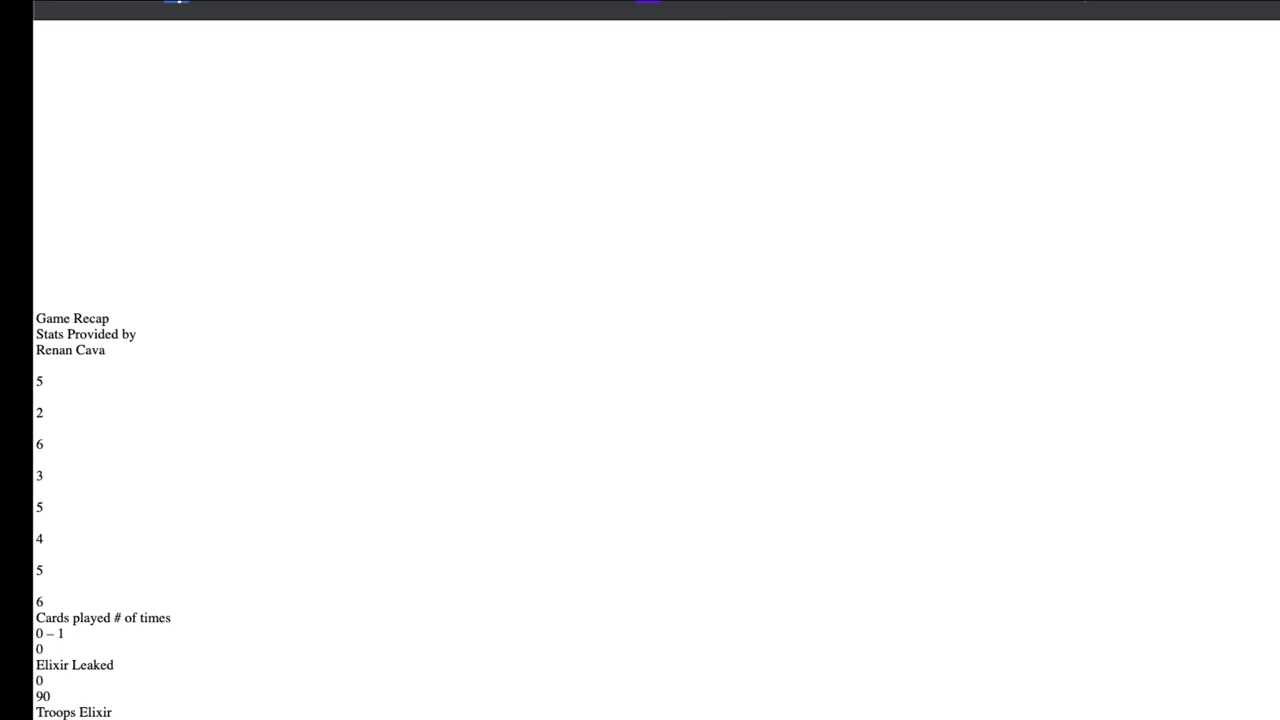 Game Recap
Stats Provided by
Renan Cava
5
2
6
3
5
4
5
6
Cards played # of times
0 – 1
0
Elixir Leaked
0
90
Troops Elixir